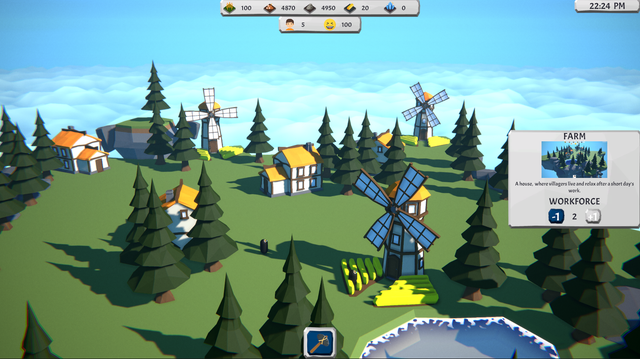 100 4870 4950 20 0
22:24 PM
5 100
FARM
A house, where villagers live and relax after a short day's
work.
WORKFORCE
-1 2 +1